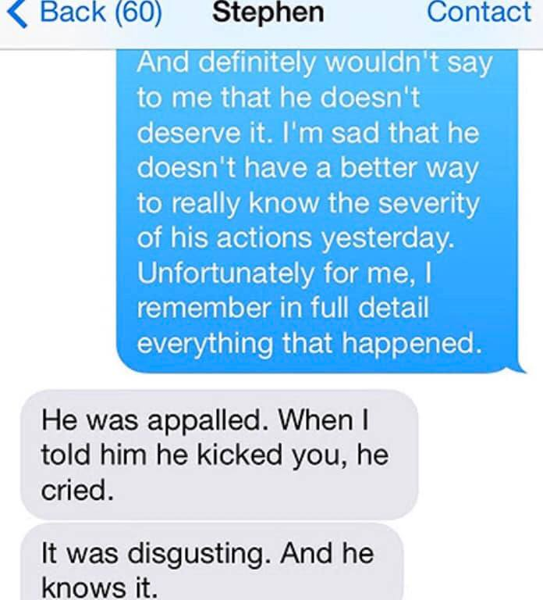 Back (60) Stephen Contact
And definitely wouldn't say
to me that he doesn't
deserve it. I'm sad that he
doesn't have a better way
to really know the severity
of his actions yesterday.
Unfortunately for me, I
remember in full detail
everything that happened.
He was appalled. When I
told him he kicked you, he
cried.
It was disgusting. And he
knows it.